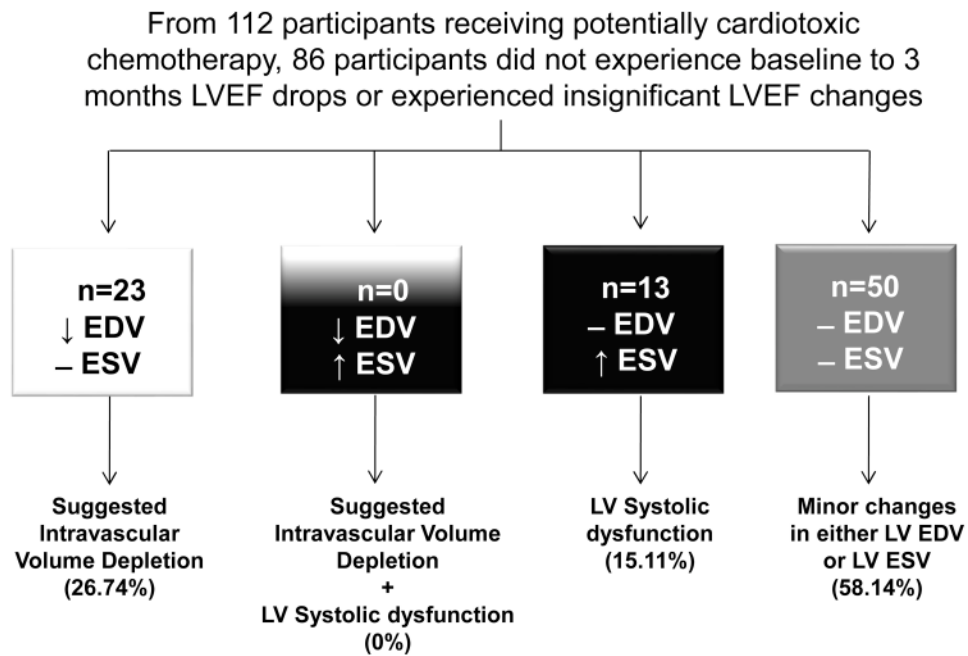 From 112 participants receiving potentially cardiotoxic
chemotherapy, 86 participants did not experience baseline to 3
months LVEF drops or experienced insignificant LVEF changes
n=23
↓ EDV
– ESV
n=0
↓ EDV
↑ ESV
n=13
– EDV
↑ ESV
n=50
– EDV
– ESV
Suggested
Intravascular
Volume Depletion
(26.74%)
Suggested
Intravascular Volume
Depletion
+
LV Systolic dysfunction
(0%)
LV Systolic
dysfunction
(15.11%)
Minor changes
in either LV EDV
or LV ESV
(58.14%)